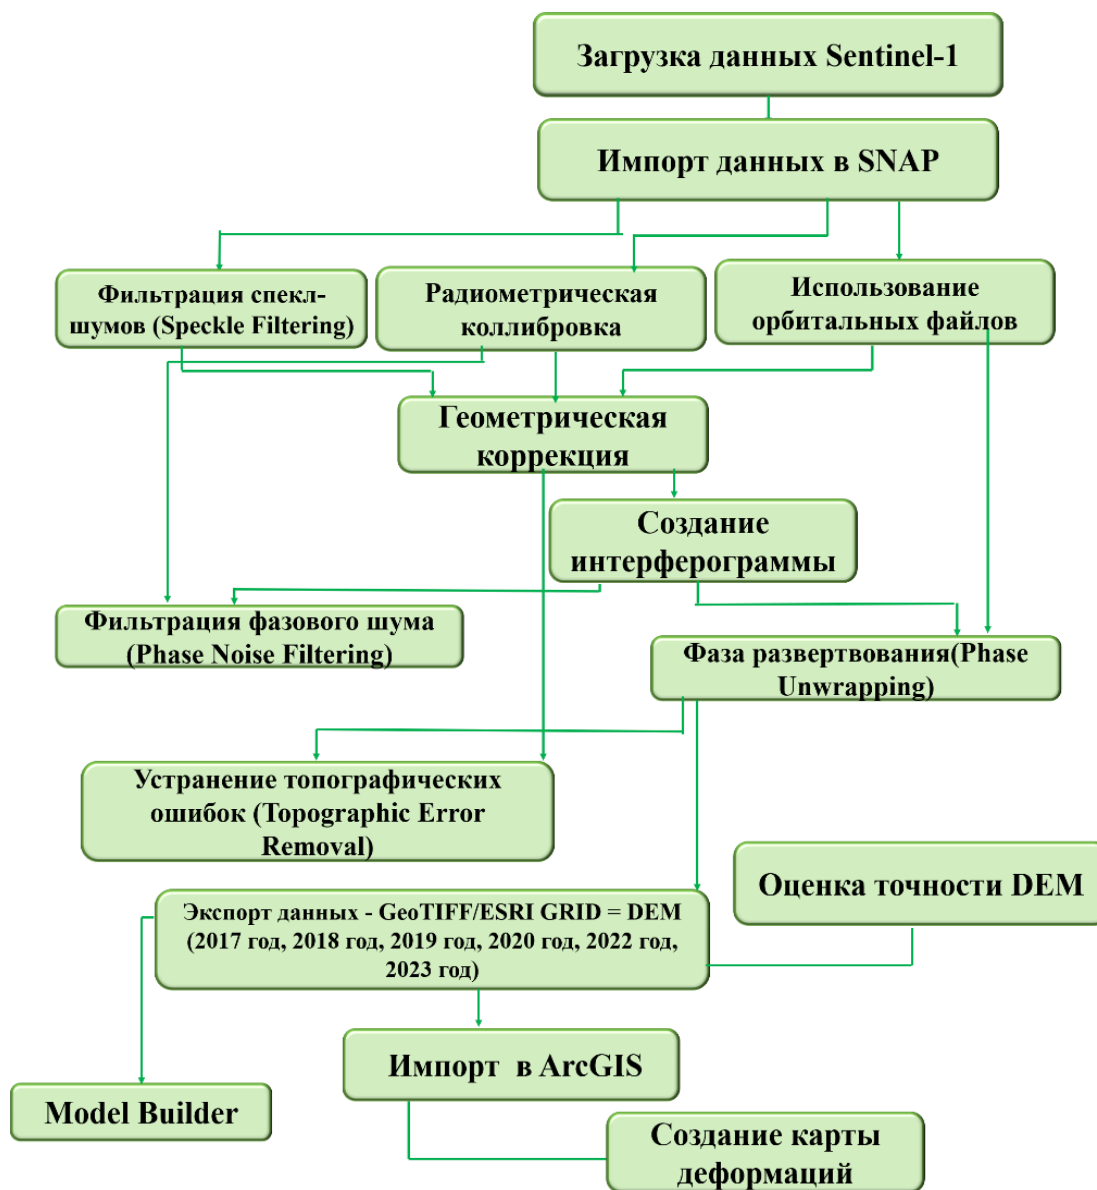 Загрузка данных Sentinel-1
Импорт данных в SNAP
Фильтрация спекл-
шумов (Speckle Filtering)
Радиометрическая
коллибровка
Использование
орбитальных файлов
Геометрическая
коррекция
Создание
интерферограммы
Фильтрация фазового шума
(Phase Noise Filtering)
Фаза развертвования(Phase
Unwrapping)
Устранение топографических
ошибок (Topographic Error
Removal)
Оценка точности DEM
Экспорт данных - GeoTIFF/ESRI GRID = DEM
(2017 год, 2018 год, 2019 год, 2020 год, 2022 год,
2023 год)
Импорт в ArcGIS
Model Builder
Создание карты
деформаций